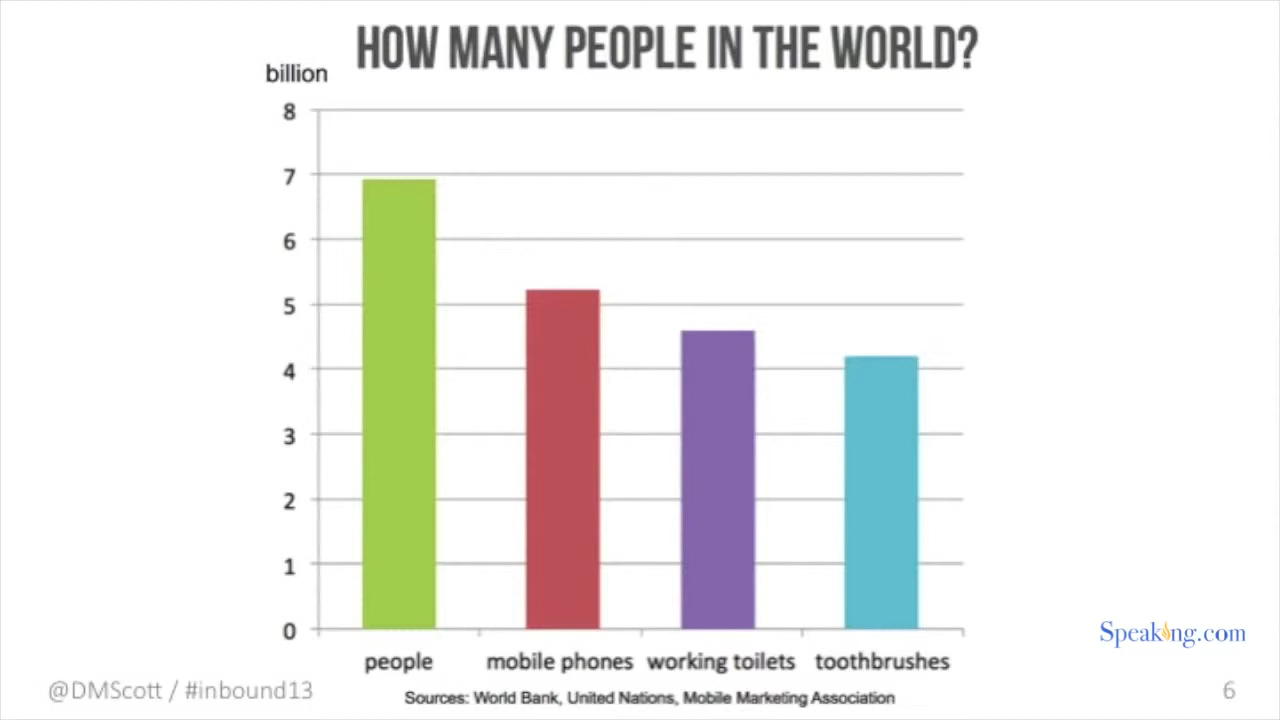 HOW MANY PEOPLE IN THE WORLD?
billion
8
7
6
5
4
3
2
1
0
people mobile phones working toilets toothbrushes
Speaking.com
@DMScott / #inbound13
Sources: World Bank, United Nations, Mobile Marketing Association
6